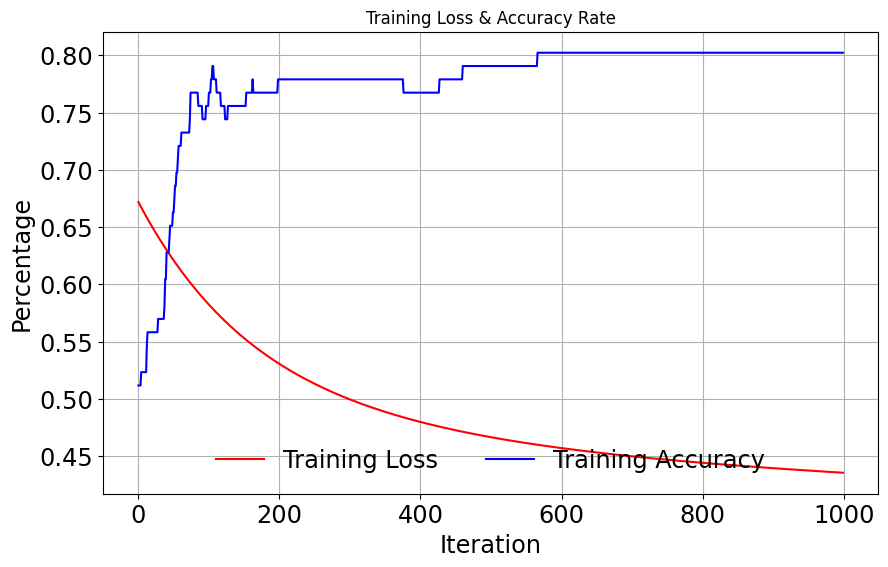 Training Loss & Accuracy Rate
0.80
0.75
0.70
0.65
0.60
0.55
0.50
0.45
Percentage
Training Loss Training Accuracy
0 200 400 600 800 1000
Iteration